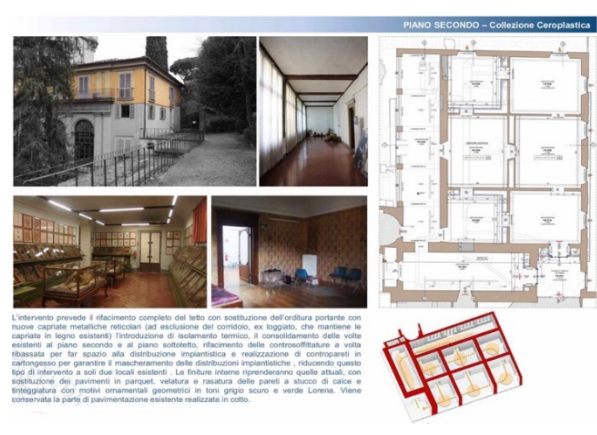 PIANO SECONDO – Collezione Ceroplastica
L'intervento prevede il rifacimento completo del tetto con sostituzione dell'orditura portante con
nuove capriate metalliche reticolari (ad esclusione del corridoio, ex loggiato, che mantiene le
capriate in legno esistenti) l'introduzione di isolamento termico, il consolidamento delle volte
esistenti al piano secondo e al piano sottotetto, rifacimento delle controsoffittature a volta
ribassata per far spazio alla distribuzione impiantistica e realizzazione di contropareti in
cartongesso per garantire il mascheramento delle distribuzioni impiantistiche , riducendo questo
tipo di intervento a soli due locali esistenti . Le finiture interne riprenderanno quelle attuali, con
sostituzione dei pavimenti in parquet, velatura e rasatura delle pareti a stucco di calce e
tinteggiatura con motivi ornamentali geometrici in toni grigio scuro e verde Lorena. Viene
conservata la parte di pavimentazione esistente realizzata in cotto.